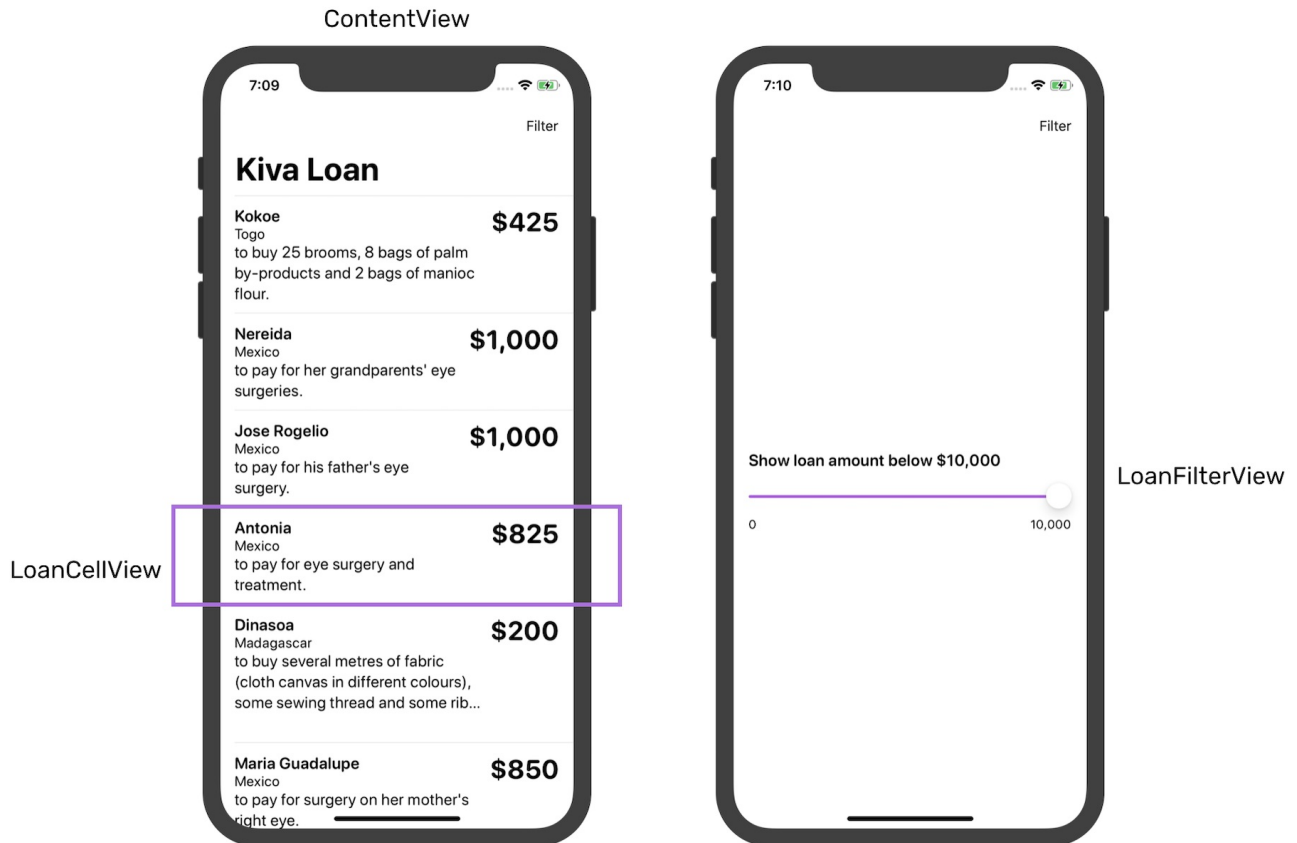 ContentView
7:09
Filter
Kiva Loan
Kokoe
$425
Togo
to buy 25 brooms, 8 bags of palm
by-products and 2 bags of manioc
flour.
Nereida
$1,000
Mexico
to pay for her grandparents' eye
surgeries.
Jose Rogelio
$1,000
Mexico
to pay for his father's eye
surgery.
LoanCellView
Antonia
$825
Mexico
to pay for eye surgery and
treatment.
Dinasoa
$200
Madagascar
to buy several metres of fabric
(cloth canvas in different colours),
some sewing thread and some rib...
Maria Guadalupe
$850
Mexico
to pay for surgery on her mother's
right eye.
7:10
Filter
Show loan amount below $10,000
0
10,000
LoanFilterView